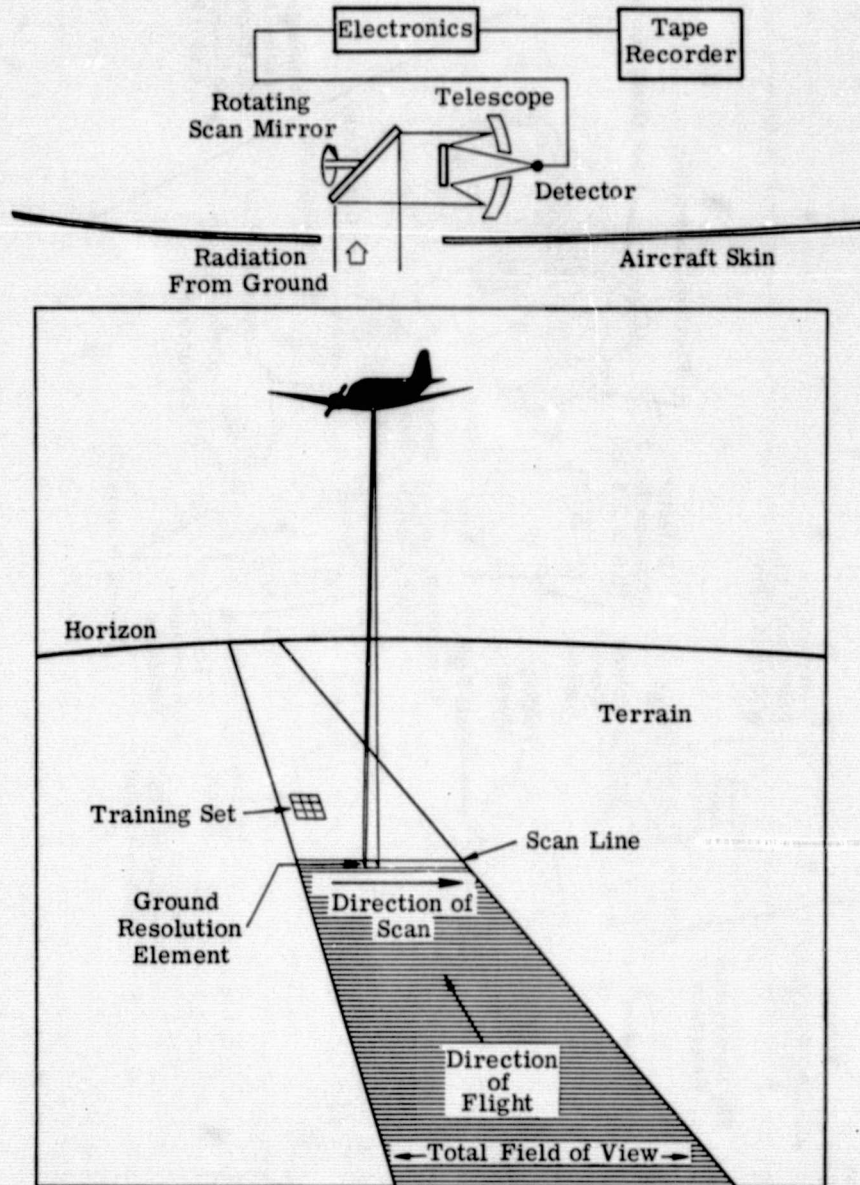 Electronics
Tape
Recorder
Rotating
Scan Mirror
Telescope
Detector
Radiation
From Ground
Aircraft Skin
Horizon
Terrain
Training Set
Scan Line
Ground
Resolution
Element
Direction of
Scan
Direction
of
Flight
Total Field of View